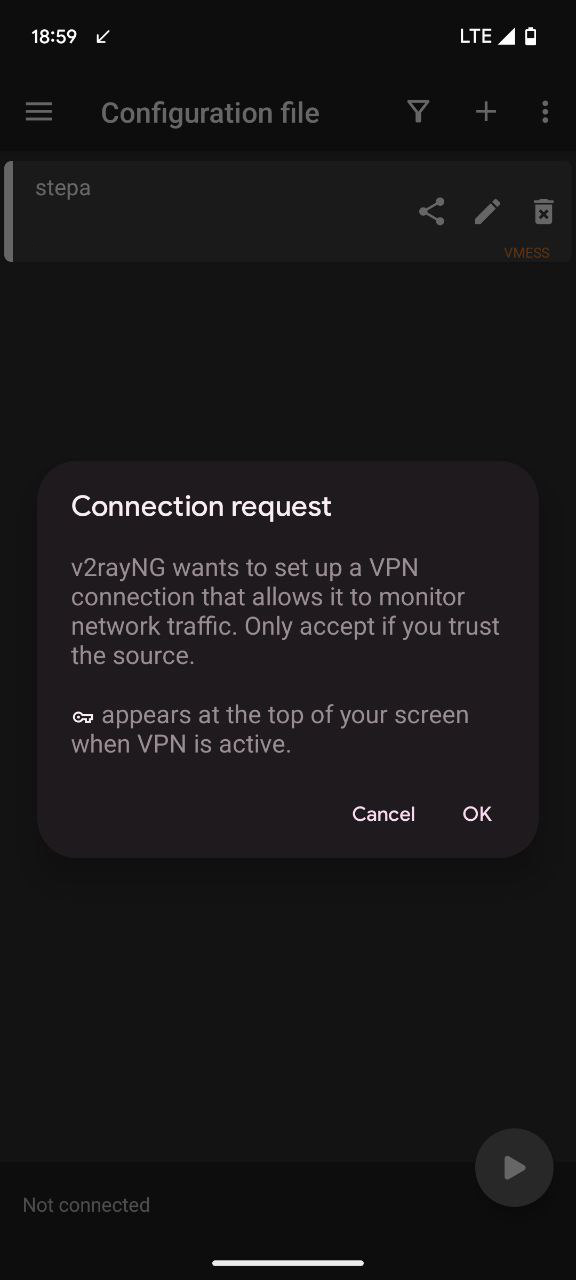 18:59
LTE
Configuration file
stepa
VMESS
Connection request
v2rayNG wants to set up a VPN
connection that allows it to monitor
network traffic. Only accept if you trust
the source.
appears at the top of your screen
when VPN is active.
Cancel
OK
Not connected